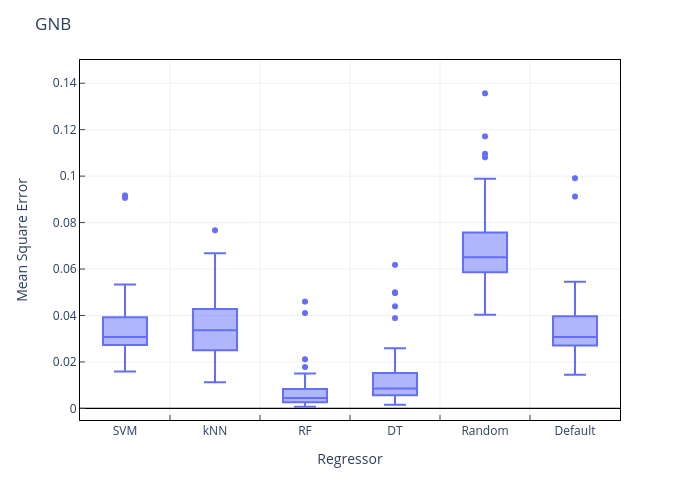 GNB
Mean Square Error
0.14
0.12
0.1
0.08
0.06
0.04
0.02
0
SVM kNN RF DT Random Default
Regressor